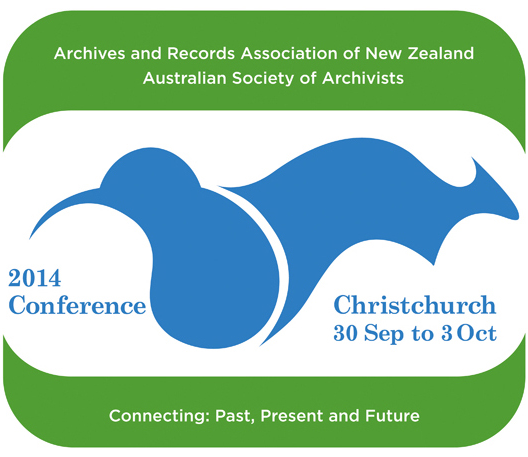 Archives and Records Association of New Zealand
Australian Society of Archivists
2014
Conference
Christchurch
30 Sep to 3 Oct
Connecting: Past, Present and Future